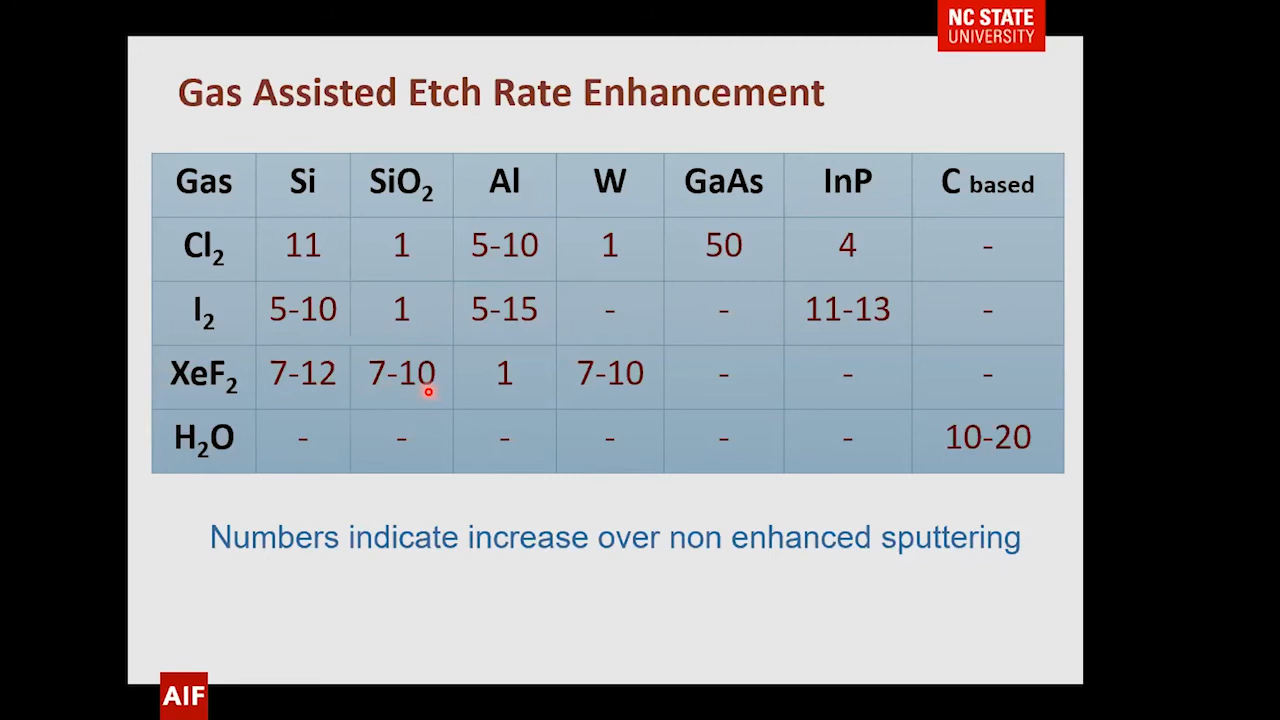 NC STATE
UNIVERSITY
Gas Assisted Etch Rate Enhancement
Gas Si SiO2 Al W GaAs InP C based
Cl2 11 1 5-10 1 50 4 -
I2 5-10 1 5-15 - - 11-13 -
XeF2 7-12 7-10 1 7-10 - - -
H2O - - - - - - 10-20
Numbers indicate increase over non enhanced sputtering
AIF